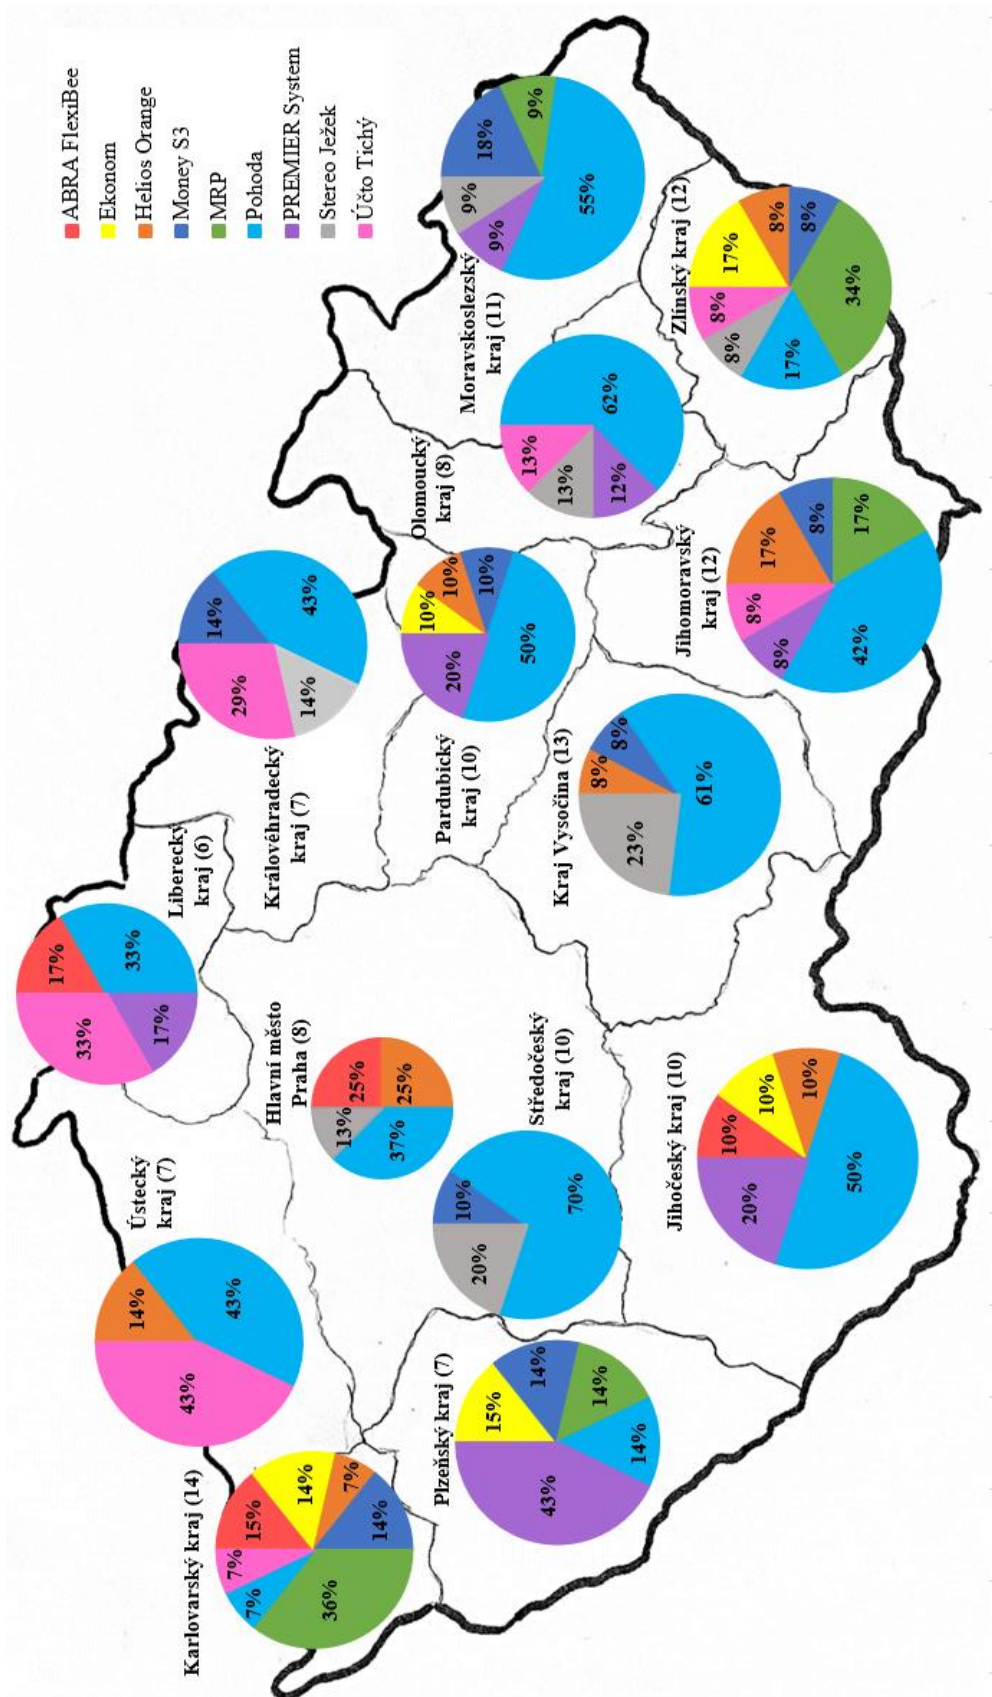 ABRA FlexiBee
Ekonom
Helios Orange
Money S3
MRP
Pohoda
PREMIER System
Stereo Ježek
Účto Tichý
Karlovarský kraj (14)
15%
14%
7%
14%
36%
7%
7%
Ústecký
kraj (7)
14%
43%
43%
Liberecký
kraj (6)
17%
33%
17%
33%
Královéhradecký
kraj (7)
14%
43%
14%
29%
Hlavní město
Praha (8)
25%
25%
37%
13%
Plzeňský kraj (7)
15%
14%
14%
14%
43%
Středočeský
kraj (10)
10%
70%
20%
Pardubický
kraj (10)
10%
10%
10%
50%
20%
Olomoucký
kraj (8)
62%
12%
13%
13%
Moravskoslezský
kraj (11)
18%
9%
55%
9%
9%
Jihočeský kraj (10)
10%
10%
10%
50%
20%
Kraj Vysočina (13)
8%
8%
61%
23%
Jihomoravský
kraj (12)
17%
8%
17%
42%
8%
8%
Zlínský kraj (12)
17%
8%
8%
34%
17%
8%
8%